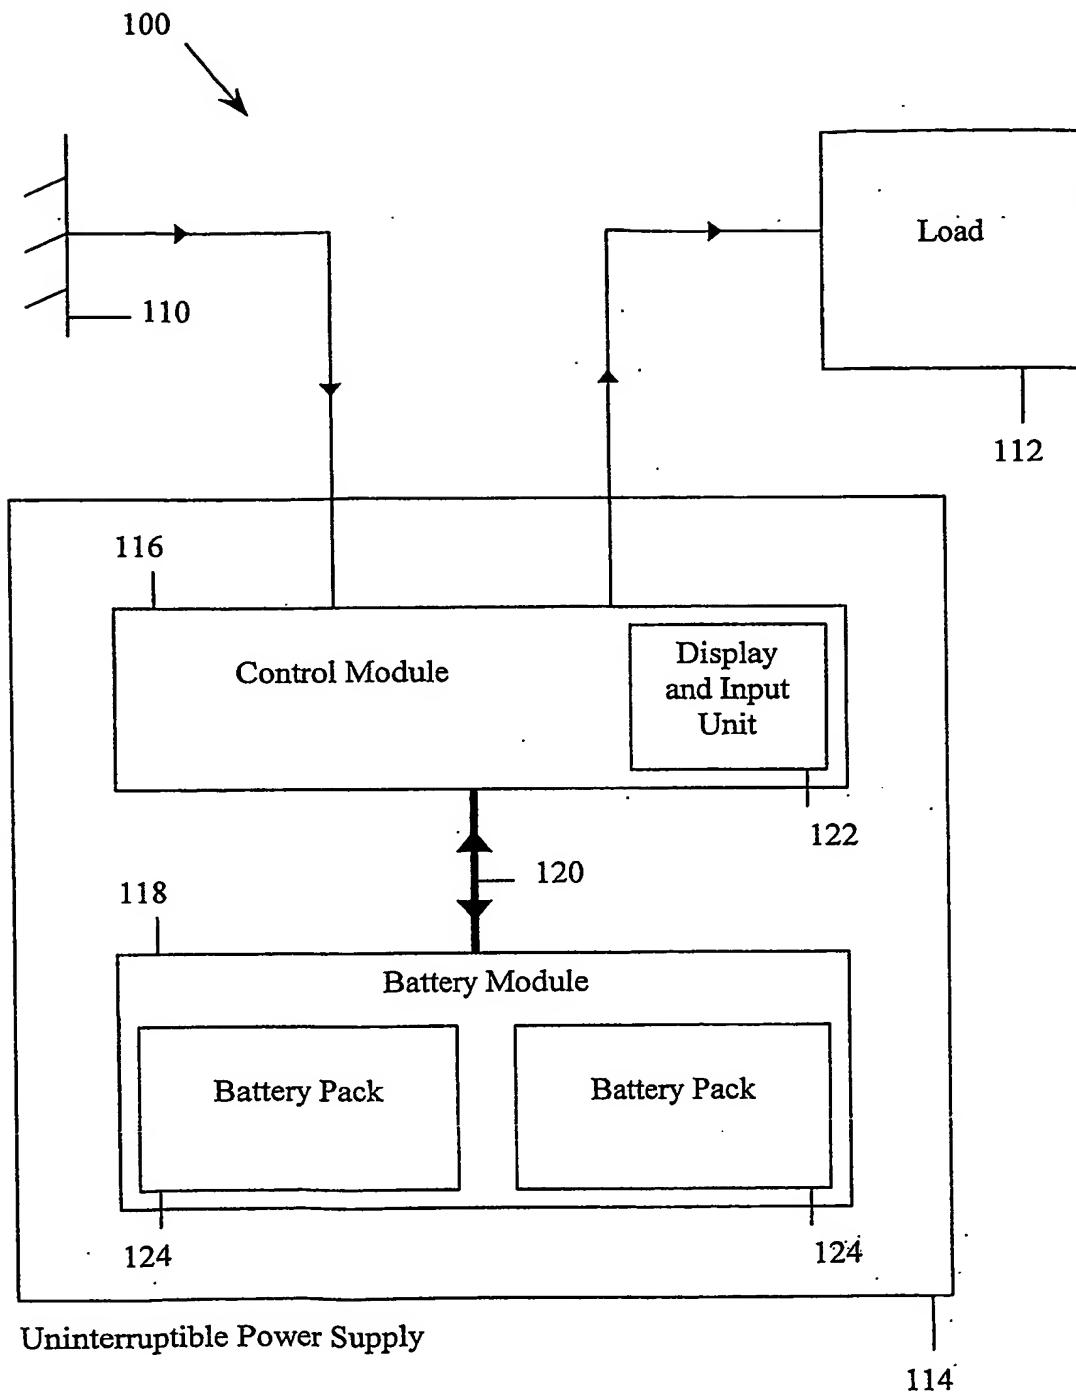 100
Load
110
112
116
Control Module
Display
and Input
Unit
122
120
118
Battery Module
Battery Pack
Battery Pack
124
124
Uninterruptible Power Supply
114